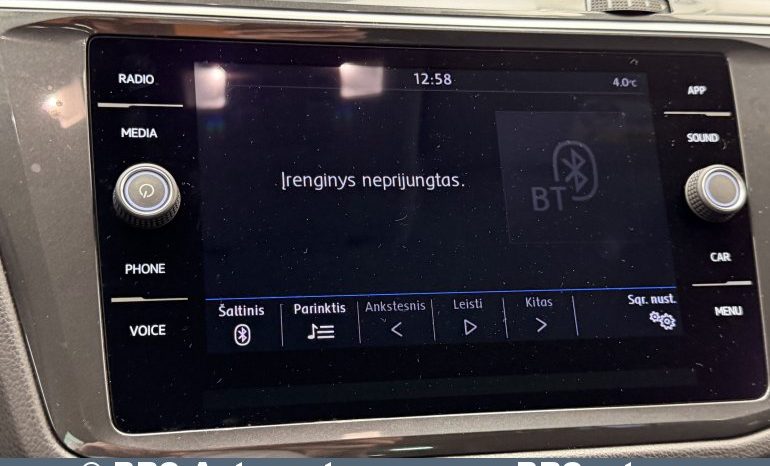 RADIO
12:58
4.0°C
APP
MEDIA
SOUND
Įrenginys neprijungtas.
BT
PHONE
CAR
VOICE
Šaltinis
Parinktis
Ankstesnis
Leisti
Kitas
Sąr. nust.
MENU